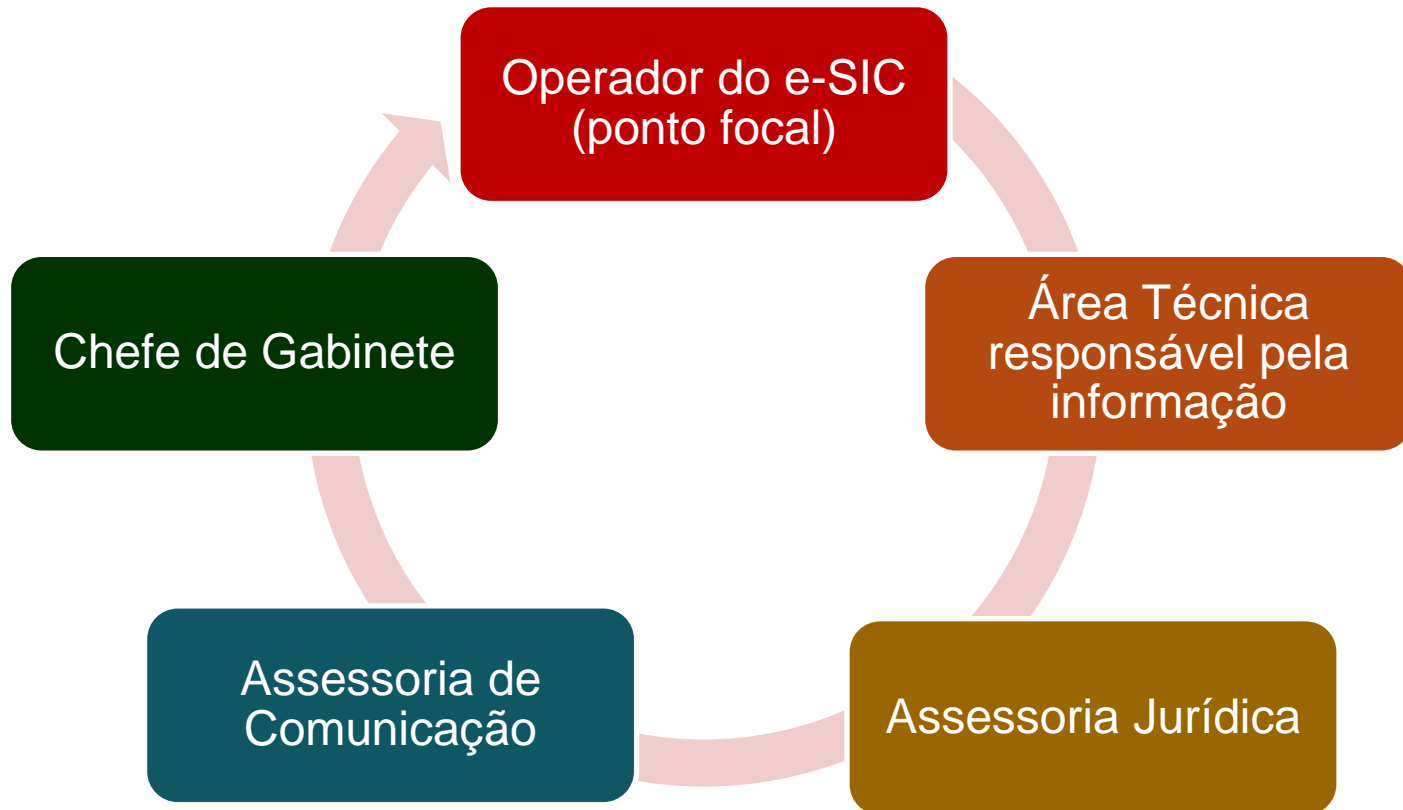 Operador do e-SIC
(ponto focal)
Área Técnica
responsável pela
informação
Assessoria Jurídica
Assessoria de
Comunicação
Chefe de Gabinete